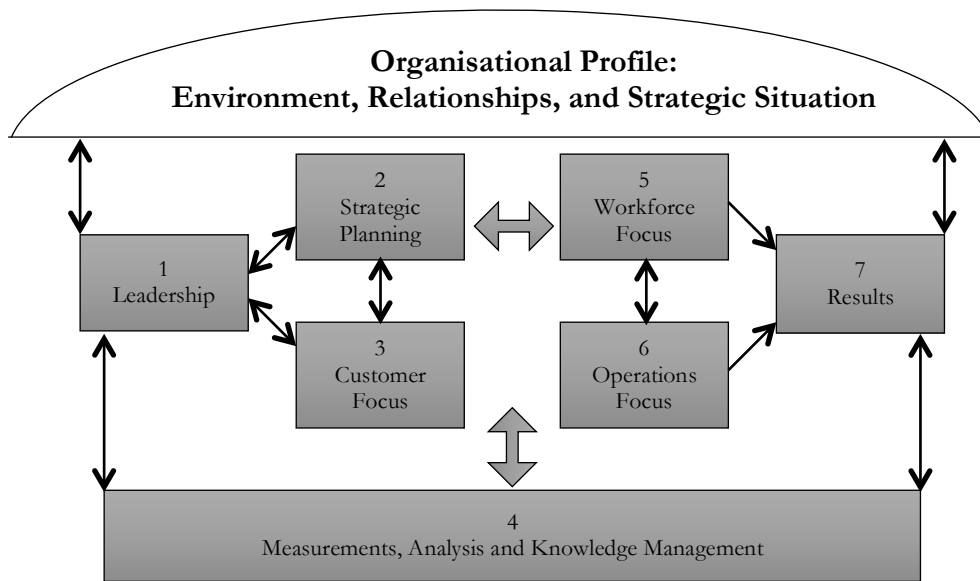 Organisational Profile:
Environment, Relationships, and Strategic Situation
2
Strategic
Planning
5
Workforce
Focus
1
Leadership
7
Results
3
Customer
Focus
6
Operations
Focus
4
Measurements, Analysis and Knowledge Management